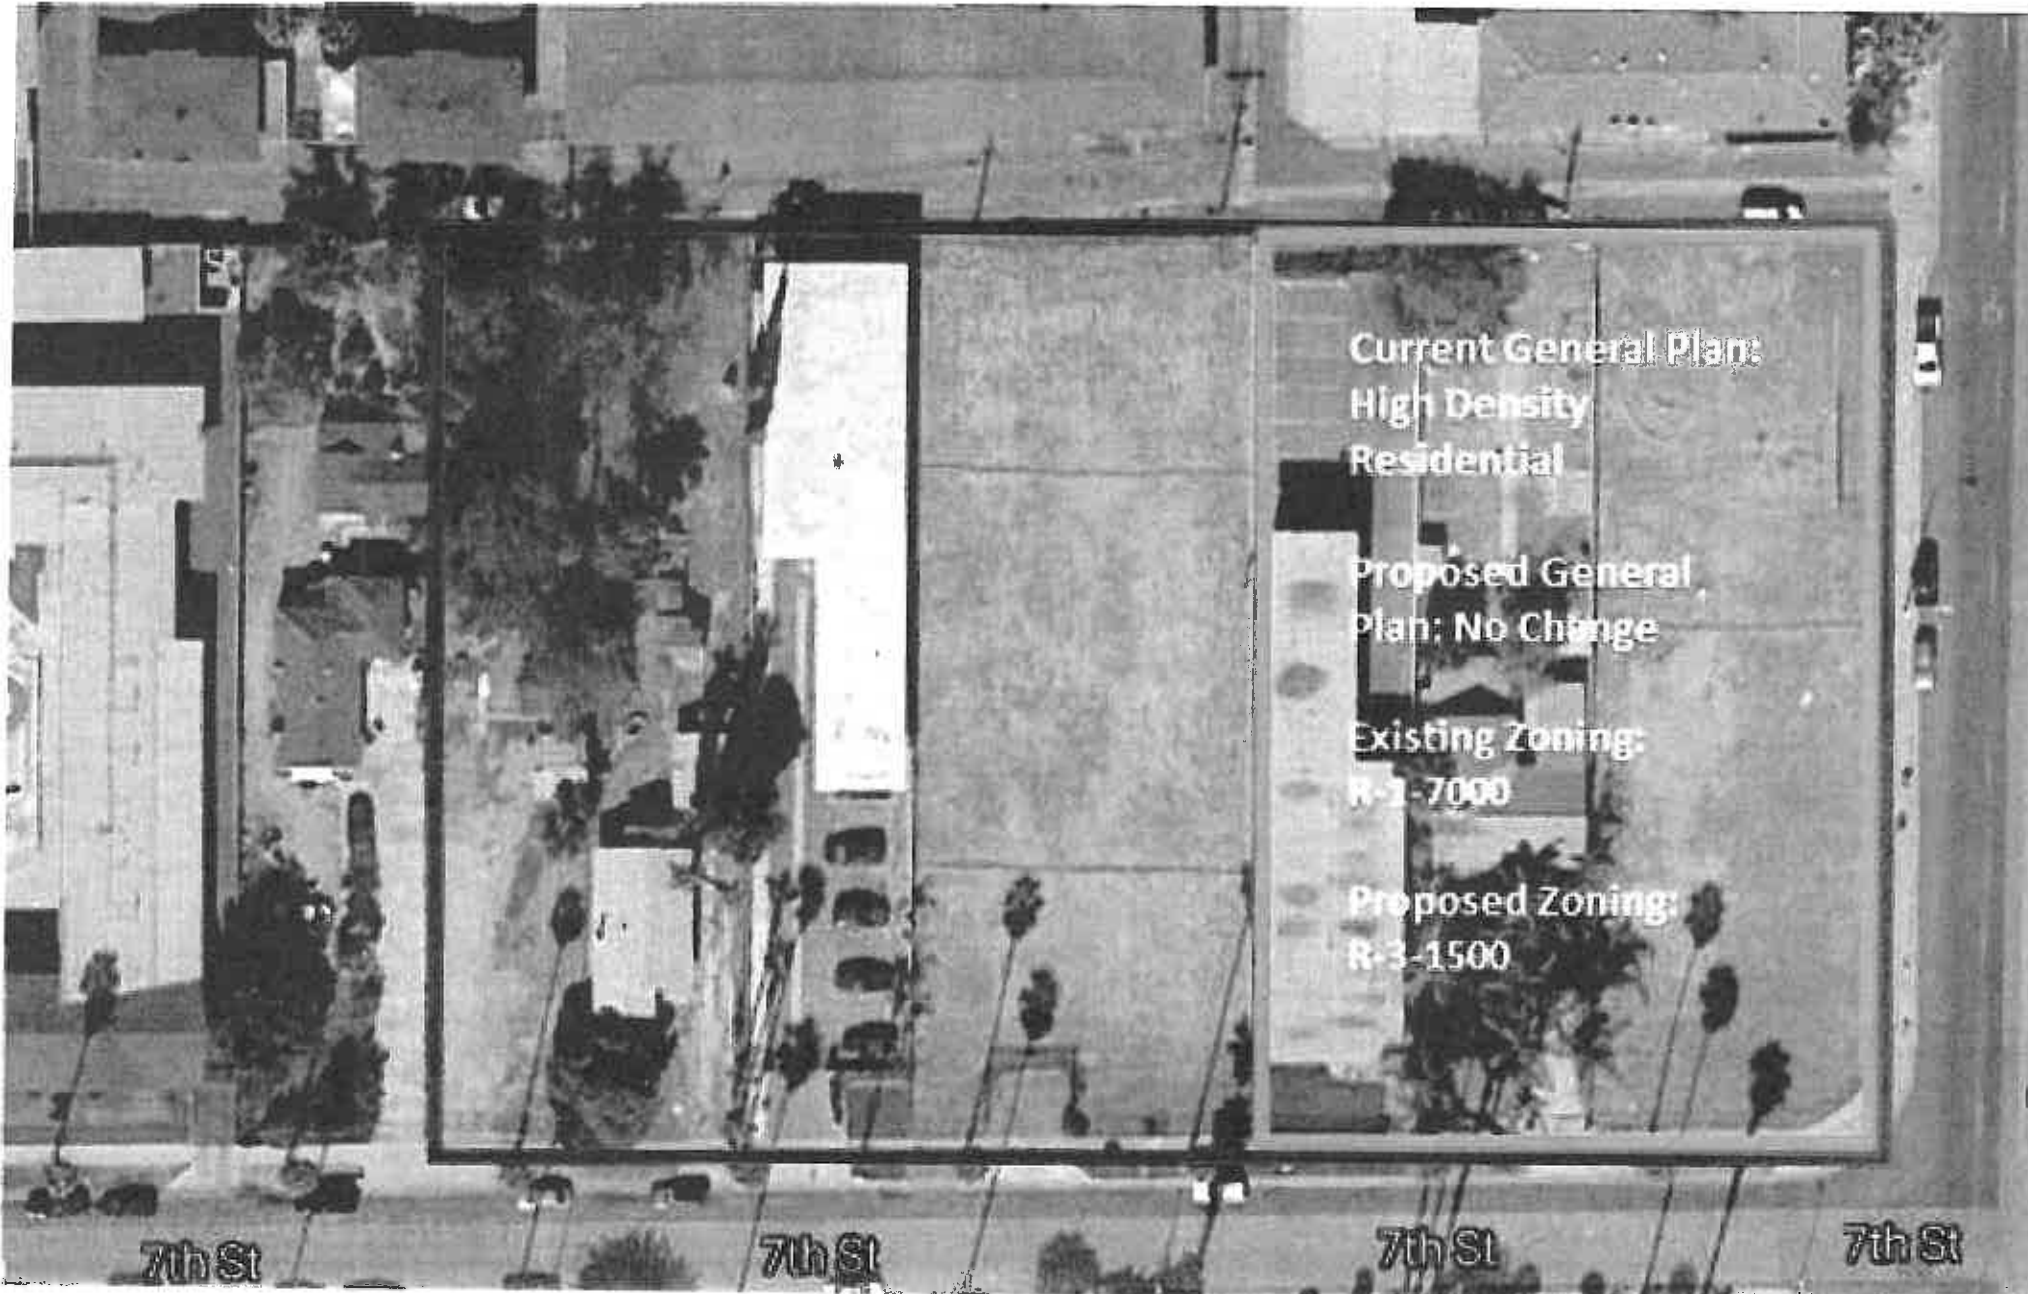 Current General Plan:
High Density
Residential
Proposed General
Plan: No Change
Existing Zoning:
R-1-7000
Proposed Zoning:
R-3-1500
7th St
7th St
7th St
7th St